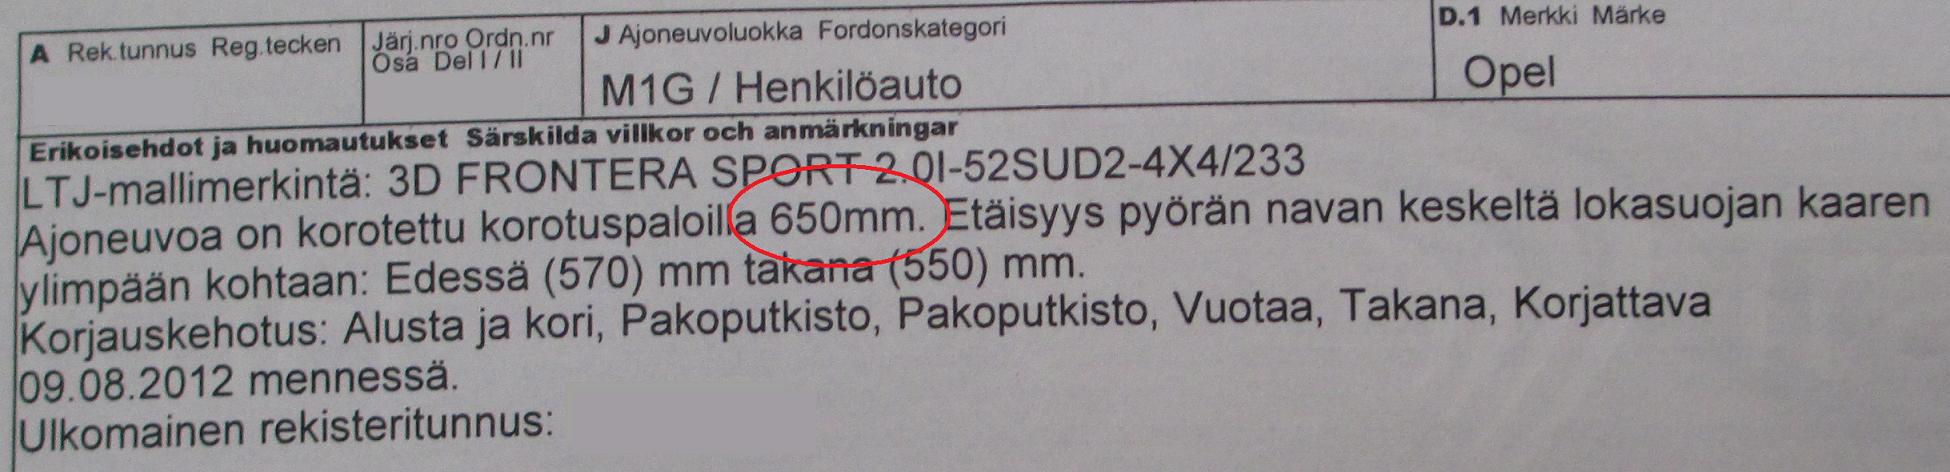 A Rek.tunnus Reg.tecken
Järj.nro Ordn.nr
Osa Del I / II
J Ajoneuvoluokka Fordonskategori
M1G / Henkilöauto
D.1 Merkki Märke
Opel
Erikoisehdot ja huomautukset Särskilda villkor och anmärkningar
LTJ-mallimerkintä: 3D FRONTERA SPORT 2.0I-52SUD2-4X4/233
Ajoneuvoa on korotettu korotuspaloilla 650mm. Etäisyys pyörän navan keskeltä lokasuojan kaaren
ylimpään kohtaan: Edessä (570) mm takana (550) mm.
Korjauskehotus: Alusta ja kori, Pakoputkisto, Pakoputkisto, Vuotaa, Takana, Korjattava
09.08.2012 mennessä.
Ulkomainen rekisteritunnus: